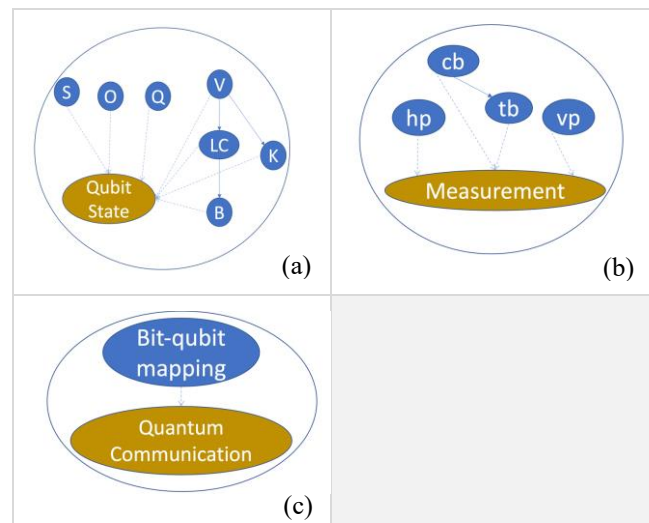 S
O
Q
V
LC
K
B
Qubit
State
(a)
cb
hp
tb
vp
Measurement
(b)
Bit-qubit
mapping
Quantum
Communication
(c)